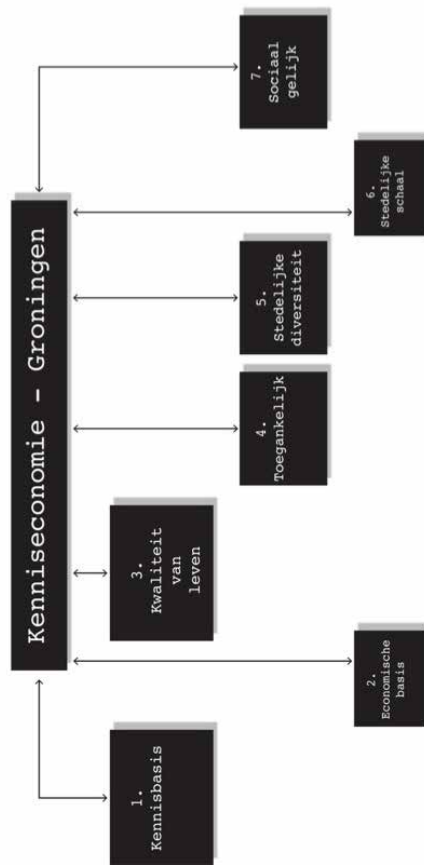 Kenniseconomie – Groningen
1.
Kennisbasis
2.
Economische
basis
3.
Kwaliteit
van
leven
4.
Toegankelijk
5.
Stedelijke
diversiteit
6.
Stedelijke
schaal
7.
Sociaal
gelijk